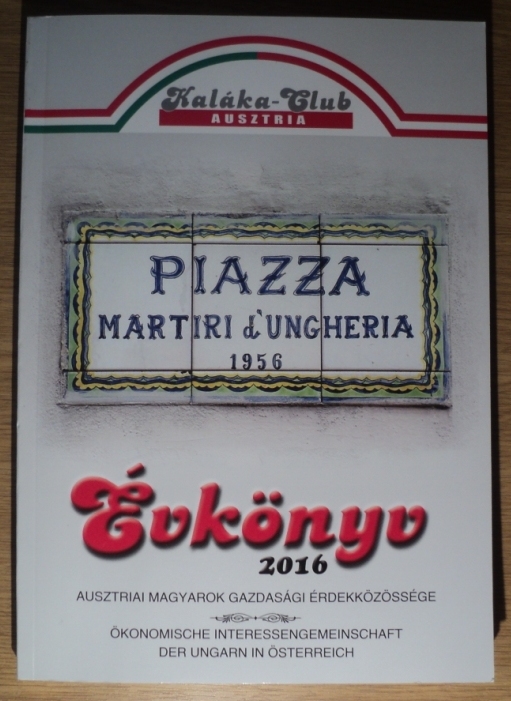 Kaláka-Club
AUSZTRIA
PIAZZA
MARTIRI d'UNGHERIA
1956
Évkönyv
2016
AUSZTRIAI MAGYAROK GAZDASÁGI ÉRDEKKÖZÖSSÉGE
ÖKONOMISCHE INTERESSENGEMEINSCHAFT
DER UNGARN IN ÖSTERREICH